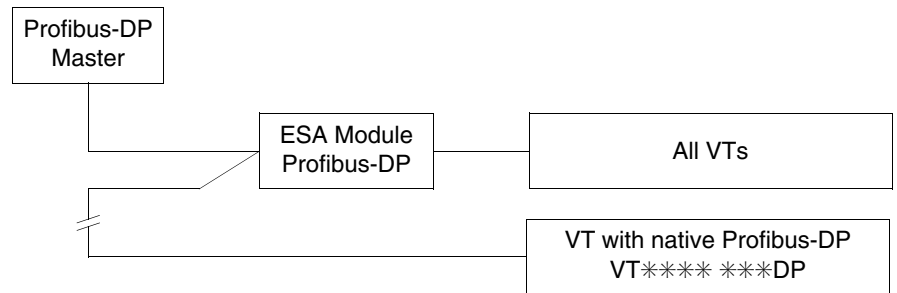 Profibus-DP
Master
ESA Module
Profibus-DP
All VTs
VT with native Profibus-DP
VT✳✳✳✳ ✳✳✳DP